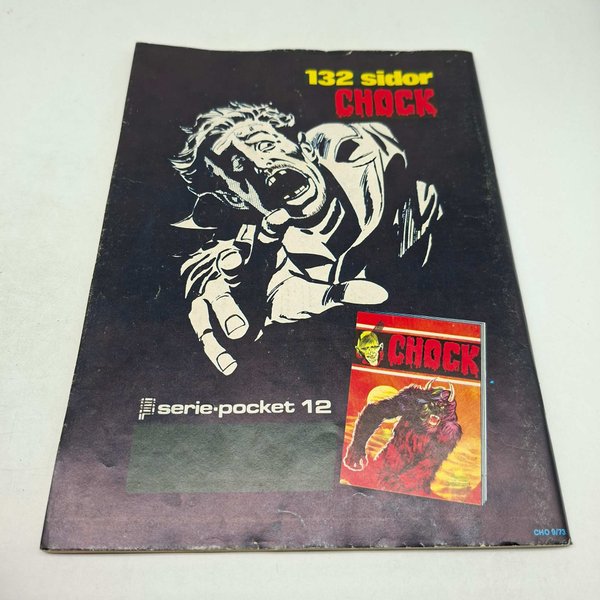 132 sidor
CHOCK
CHOCK
serie-pocket 12
CHO 9/73